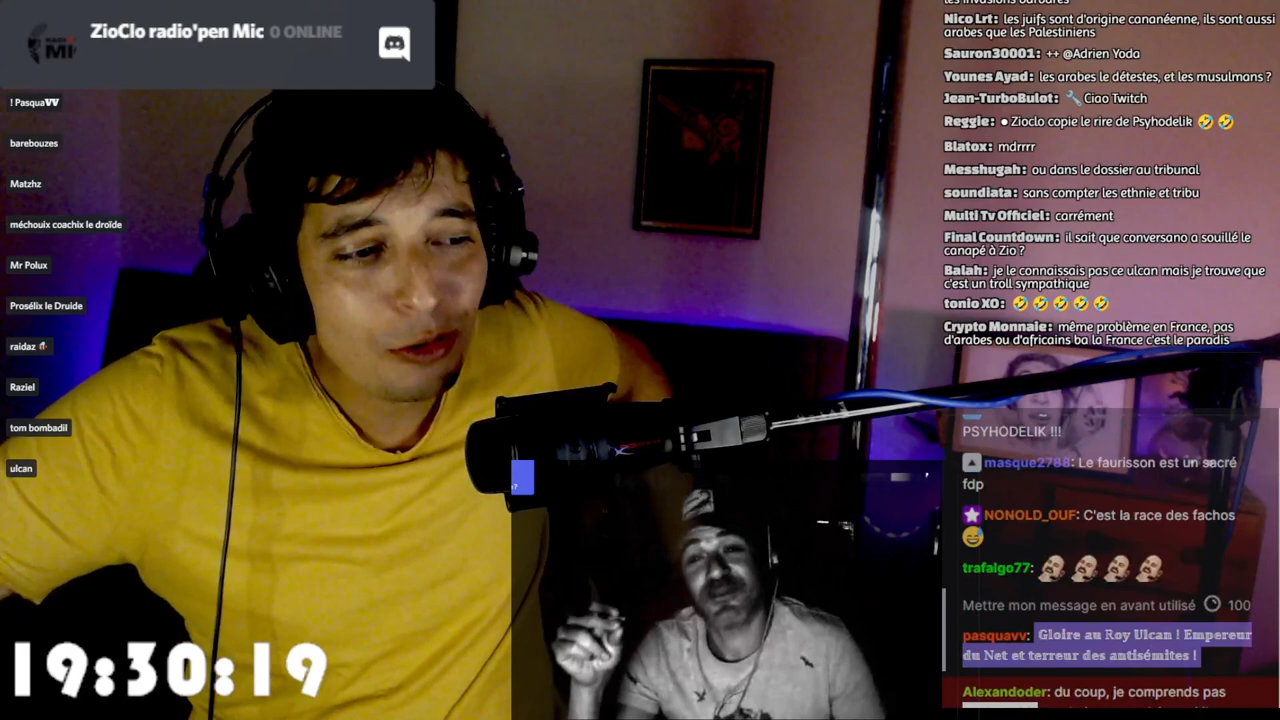 ZioClo radio'pen Mic 0 ONLINE
MI
! PasquaVV
barebouzes
Matzhz
méchouix coachix le droïde
Mr Polux
Prosélix le Druide
raidaz
Raziel
tom bombadil
ulcan
19:30:19
les invasions barbares
Nico Lrt: les juifs sont d'origine cananéenne, ils sont aussi
arabes que les Palestiniens
Sauron30001: ++ @Adrien Yoda
Younes Ayad: les arabes le détestes, et les musulmans ?
Jean-TurboBulot: 🔧 Ciao Twitch
Reggie: ● Zioclo copie le rire de Psyhodelik 🤣 🤣
Blatox: mdrrrr
Messhugah: ou dans le dossier au tribunal
soundiata: sans compter les ethnie et tribu
Multi Tv Officiel: carrément
Final Countdown: il sait que conversano a souillé le
canapé à Zio ?
Balah: je le connaissais pas ce ulcan mais je trouve que
c'est un troll sympathique
tonio XO: 🤣 🤣 🤣 🤣 🤣
Crypto Monnaie: même problème en France, pas
d'arabes ou d'africains ba la France c'est le paradis
PSYHODELIK !!!
masque2788: Le faurisson est un sacré
fdp
NONOLD_OUF: C'est la race des fachos
😅
trafalgo77:
Mettre mon message en avant utilisé 100
pasquavv: Gloire au Roy Ulcan ! Empereur
du Net et terreur des antisémites !
Alexandoder: du coup, je comprends pas